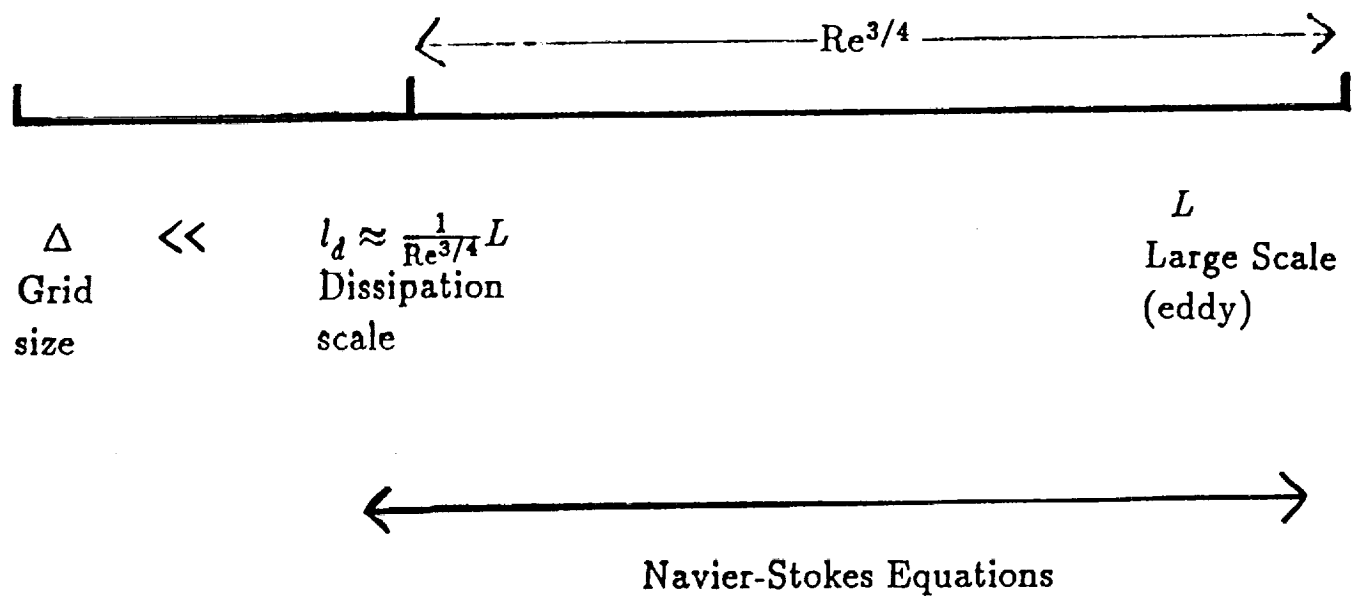 Re^{3/4}
L
Δ << l_d ≈ \frac{1}{Re^{3/4}} L
Grid Dissipation Large Scale
size scale (eddy)
Navier-Stokes Equations